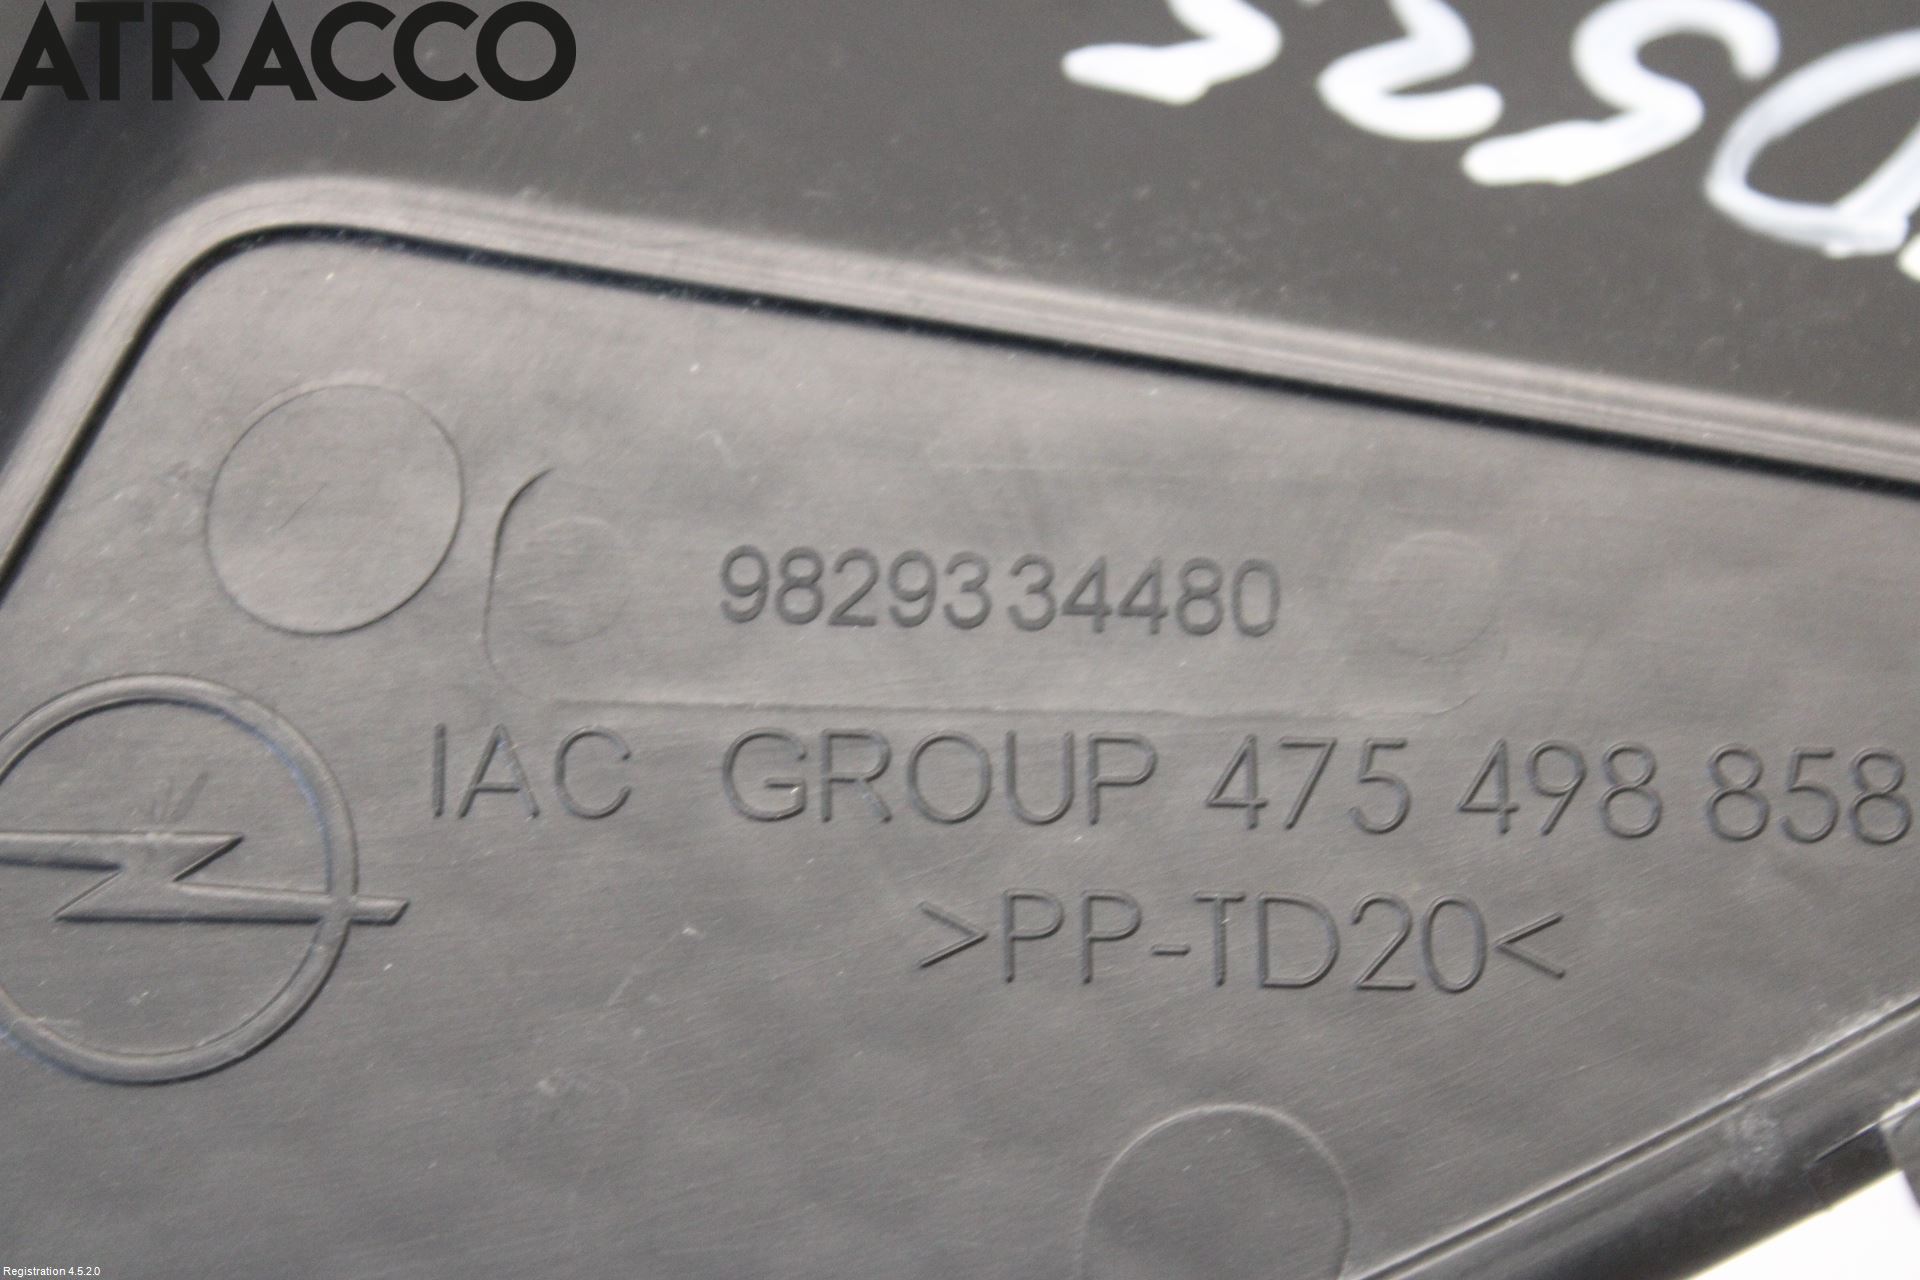 ATRACCO
9829334480
IAC GROUP 475 498 858
>PP-TD20<
Registration 4.5.2.0